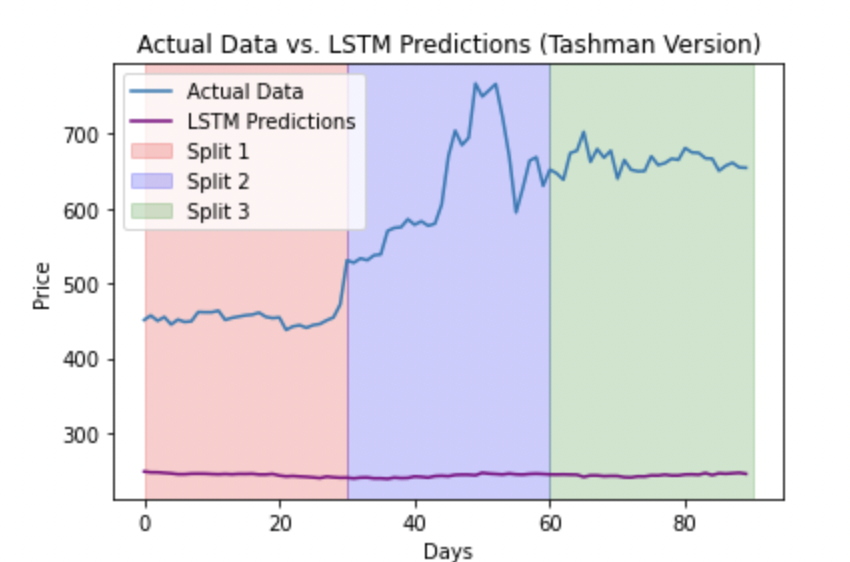 Actual Data vs. LSTM Predictions (Tashman Version)
Actual Data
LSTM Predictions
Split 1
Split 2
Split 3
Price
700
600
500
400
300
0 20 40 60 80
Days